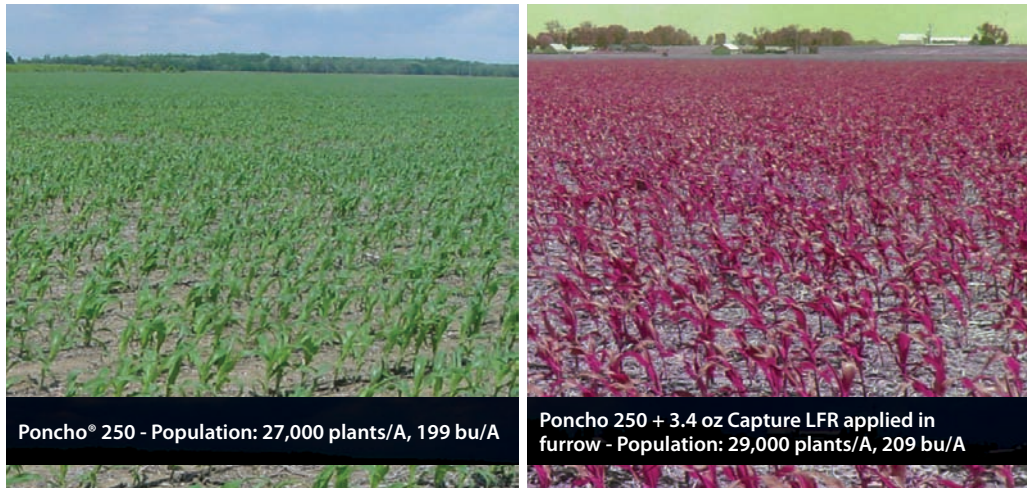 Poncho® 250 - Population: 27,000 plants/A, 199 bu/A
Poncho 250 + 3.4 oz Capture LFR applied in
furrow - Population: 29,000 plants/A, 209 bu/A